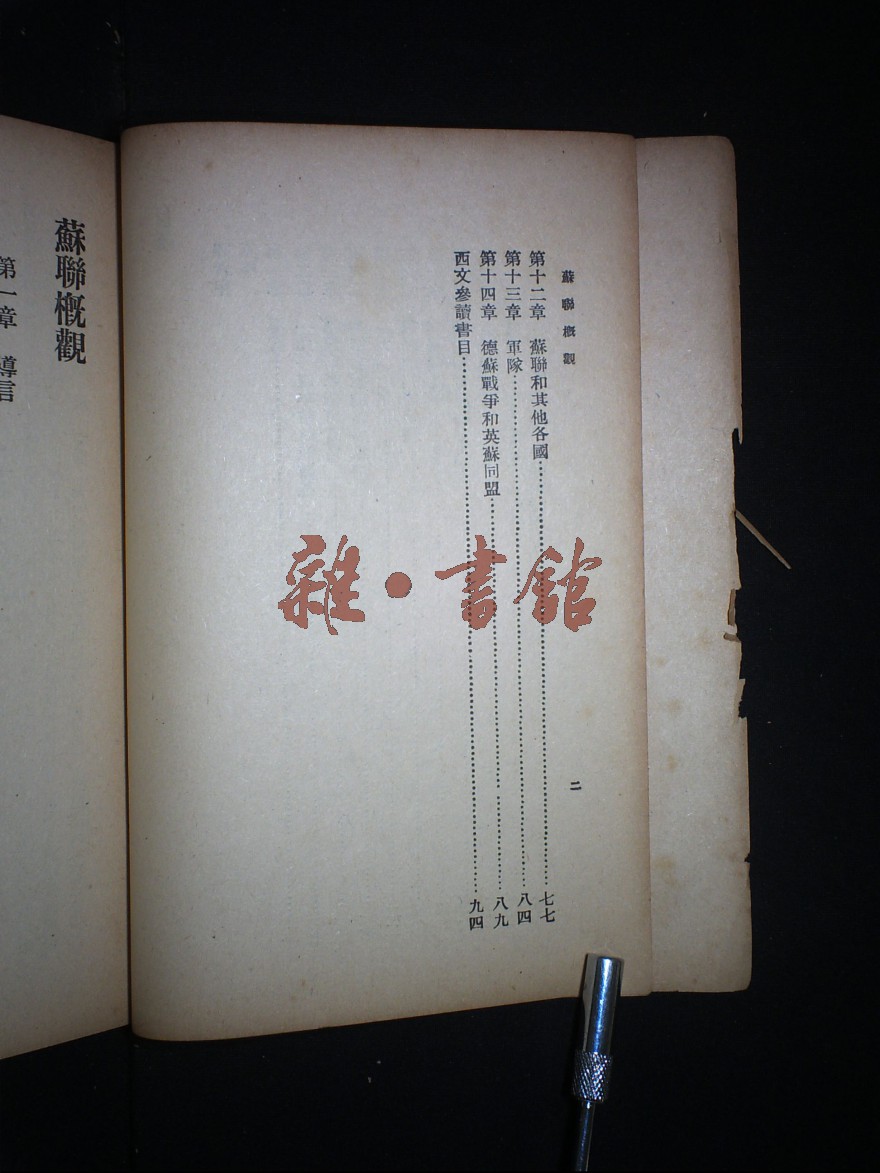 蘇聯概觀
第十二章 蘇聯和其他各國……七七
第十三章 軍隊……八四
第十四章 德蘇戰爭和英蘇同盟……八九
西文參讀書目……九四
二
蘇聯概觀
第一章 導言
雜·書館